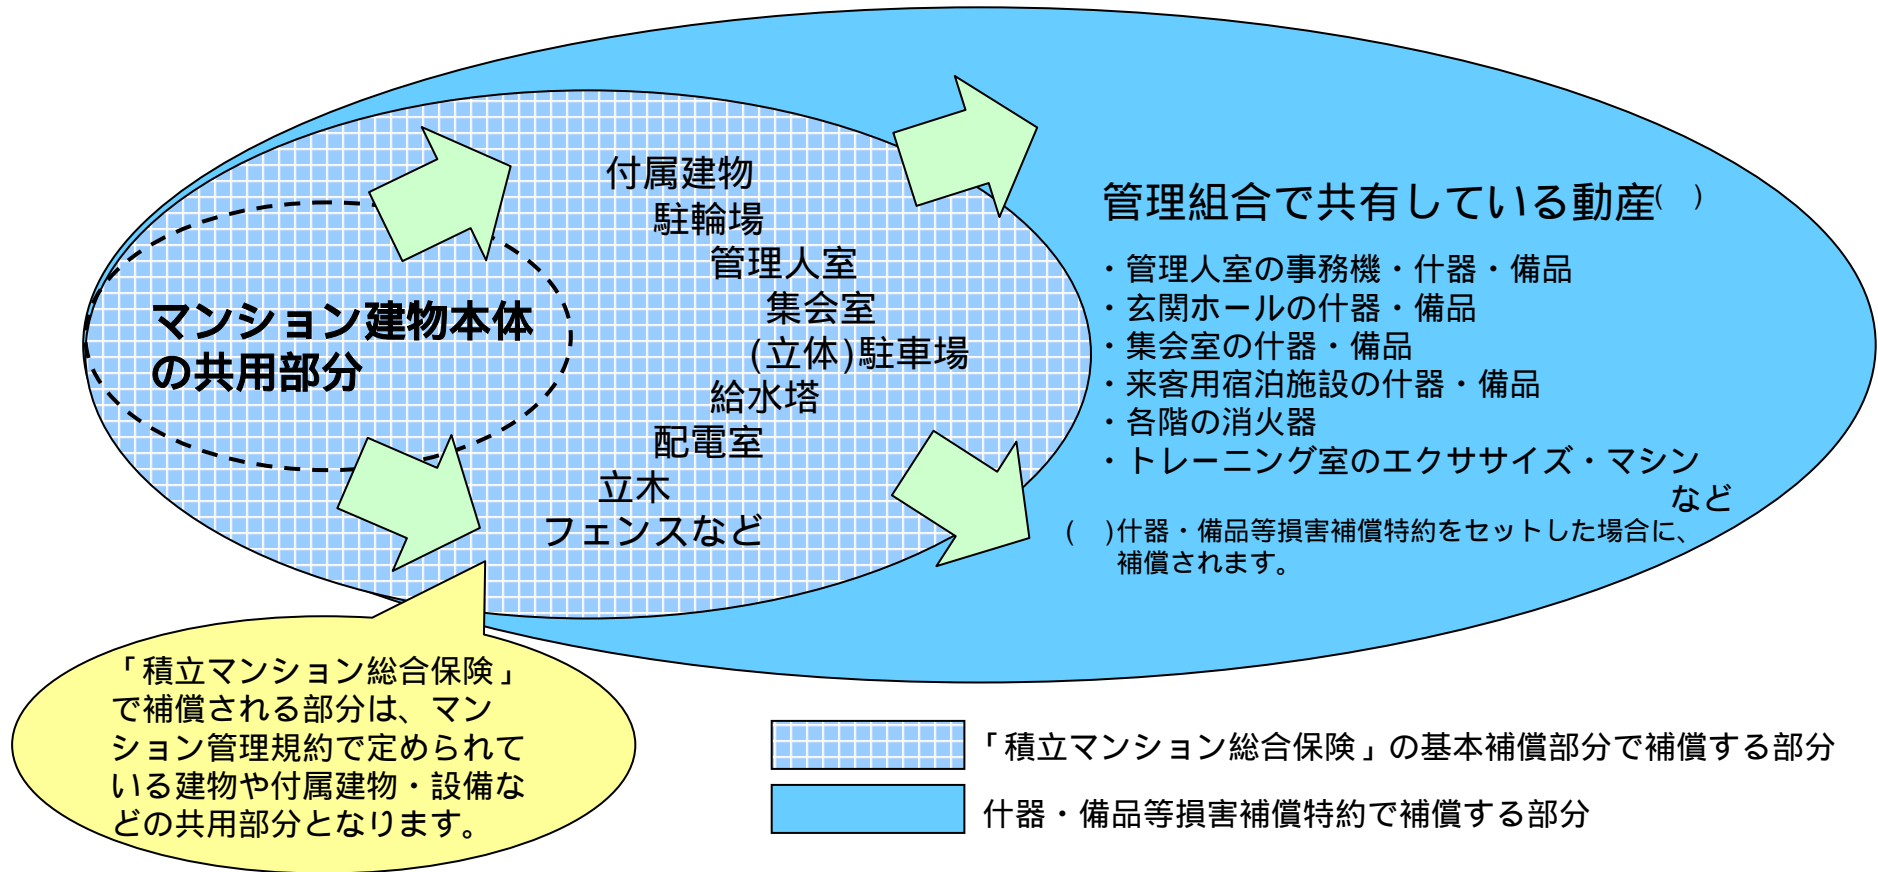 マンション建物本体
の共用部分
付属建物
駐輪場
管理人室
集会室
(立体)駐車場
給水塔
配電室
立木
フェンスなど
管理組合で共有している動産( )
・管理人室の事務機・什器・備品
・玄関ホールの什器・備品
・集会室の什器・備品
・来客用宿泊施設の什器・備品
・各階の消火器
・トレーニング室のエクササイズ・マシン
など
( )什器・備品等損害補償特約をセットした場合に、
補償されます。
「積立マンション総合保険」
で補償される部分は、マン
ション管理規約で定められて
いる建物や付属建物・設備な
どの共用部分となります。
「積立マンション総合保険」の基本補償部分で補償する部分
什器・備品等損害補償特約で補償する部分